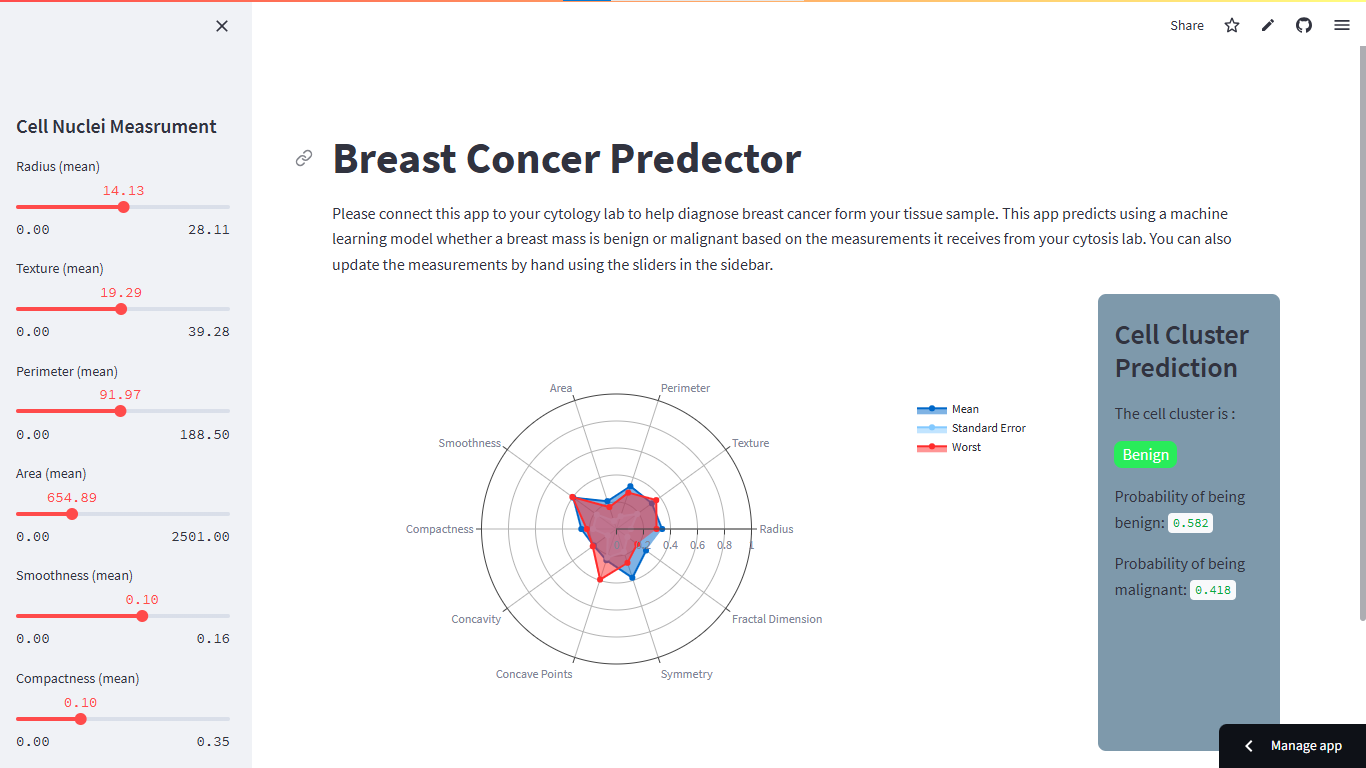 Share
Cell Nuclei Measrument
Radius (mean)
14.13
0.00 28.11
Texture (mean)
19.29
0.00 39.28
Perimeter (mean)
91.97
0.00 188.50
Area (mean)
654.89
0.00 2501.00
Smoothness (mean)
0.10
0.00 0.16
Compactness (mean)
0.10
0.00 0.35
Breast Concer Predector
Please connect this app to your cytology lab to help diagnose breast cancer form your tissue sample. This app predicts using a machine
learning model whether a breast mass is benign or malignant based on the measurements it receives from your cytosis lab. You can also
update the measurements by hand using the sliders in the sidebar.
Area Perimeter
Smoothness Texture
Compactness Radius
0.4 0.6 0.8 1
Concavity Fractal Dimension
Concave Points Symmetry
Mean
Standard Error
Worst
Cell Cluster
Prediction
The cell cluster is :
Benign
Probability of being
benign: 0.582
Probability of being
malignant: 0.418
Manage app